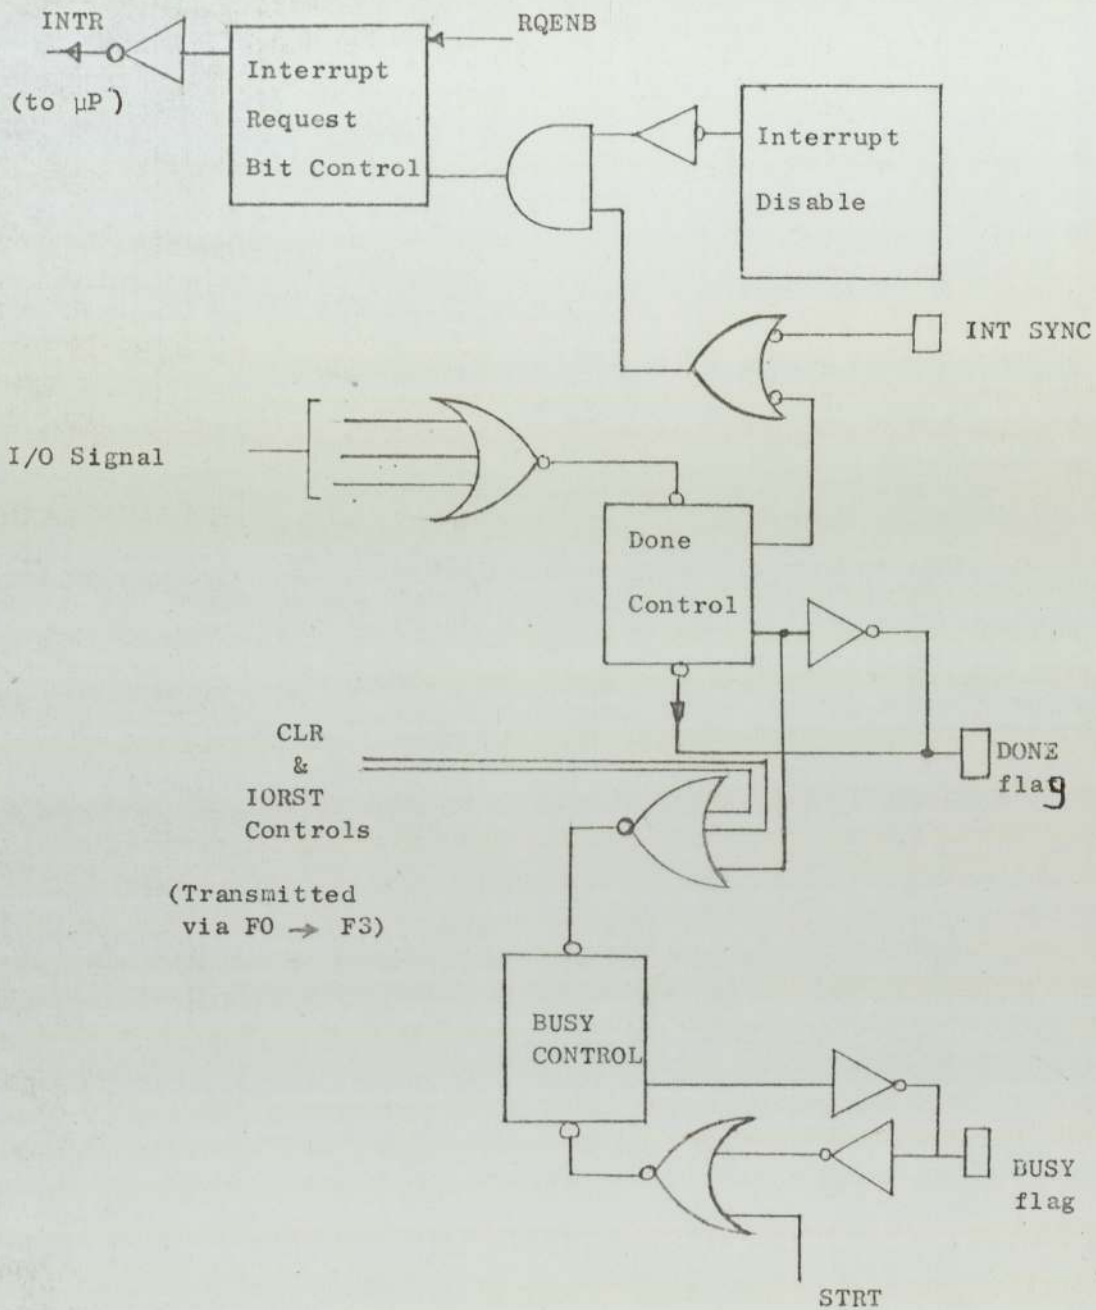 INTR
RQENB
(to µP)
Interrupt
Request
Bit Control
Interrupt
Disable
INT SYNC
I/O Signal
Done
Control
CLR
&
IORST
Controls
DONE
flag
(Transmitted
via F0 → F3)
BUSY
CONTROL
BUSY
flag
STRT